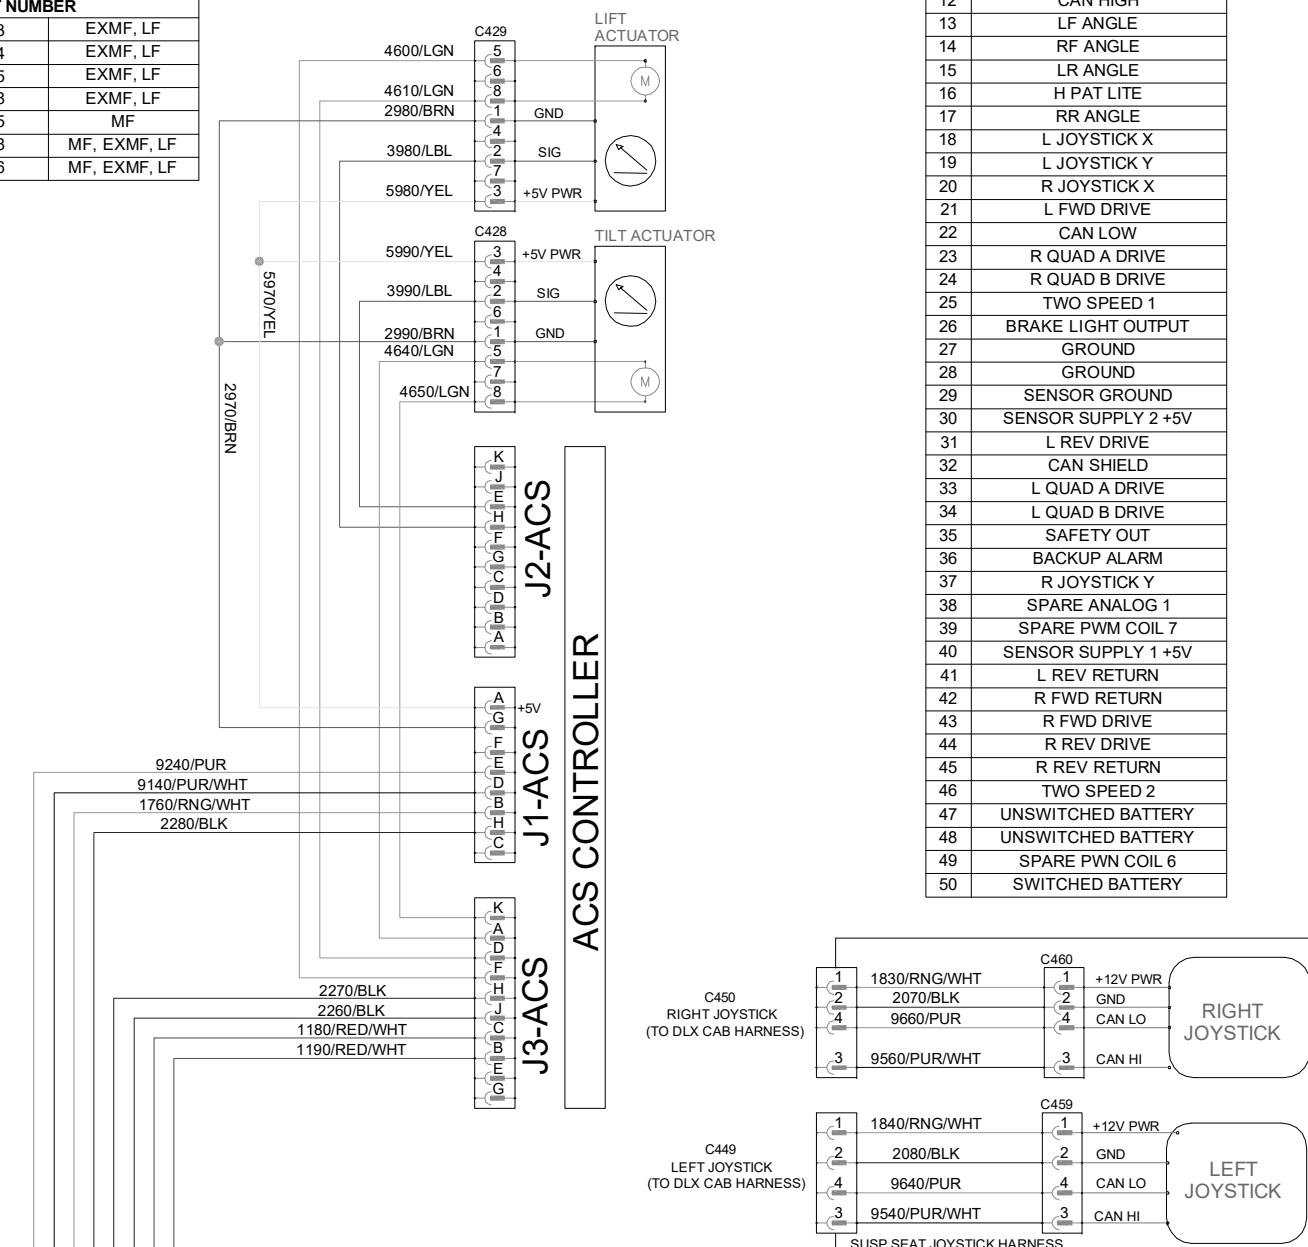 NUMBER
EXMF, LF
EXMF, LF
EXMF, LF
EXMF, LF
MF
MF, EXMF, LF
MF, EXMF, LF
C429
LIFT
ACTUATOR
4600/LGN 5
6
4610/LGN 8 M
2980/BRN 1 GND
4
3980/LBL 2 SIG
7
5980/YEL 3 +5V PWR
C428
TILT ACTUATOR
5990/YEL 3 +5V PWR
4
3990/LBL 2 SIG
6
2990/BRN 1 GND
4640/LGN 5
7 M
4650/LGN 8
5970/YEL
2970/BRN
K
J
E
H
F
G
C
D
B
A
J2-ACS
A +5V
G
F
9240/PUR E
9140/PUR/WHT D
1760/RNG/WHT B
2280/BLK H
C
J1-ACS
ACS CONTROLLER
K
A
D
F
2270/BLK H
2260/BLK J
1180/RED/WHT C
1190/RED/WHT B
E
G
J3-ACS
12 CAN HIGH
13 LF ANGLE
14 RF ANGLE
15 LR ANGLE
16 H PAT LITE
17 RR ANGLE
18 L JOYSTICK X
19 L JOYSTICK Y
20 R JOYSTICK X
21 L FWD DRIVE
22 CAN LOW
23 R QUAD A DRIVE
24 R QUAD B DRIVE
25 TWO SPEED 1
26 BRAKE LIGHT OUTPUT
27 GROUND
28 GROUND
29 SENSOR GROUND
30 SENSOR SUPPLY 2 +5V
31 L REV DRIVE
32 CAN SHIELD
33 L QUAD A DRIVE
34 L QUAD B DRIVE
35 SAFETY OUT
36 BACKUP ALARM
37 R JOYSTICK Y
38 SPARE ANALOG 1
39 SPARE PWM COIL 7
40 SENSOR SUPPLY 1 +5V
41 L REV RETURN
42 R FWD RETURN
43 R FWD DRIVE
44 R REV DRIVE
45 R REV RETURN
46 TWO SPEED 2
47 UNSWITCHED BATTERY
48 UNSWITCHED BATTERY
49 SPARE PWN COIL 6
50 SWITCHED BATTERY
C450
RIGHT JOYSTICK
(TO DLX CAB HARNESS)
C460
1 1830/RNG/WHT 1 +12V PWR
2 2070/BLK 2 GND
4 9660/PUR 4 CAN LO
3 9560/PUR/WHT 3 CAN HI
RIGHT
JOYSTICK
C449
LEFT JOYSTICK
(TO DLX CAB HARNESS)
C459
1 1840/RNG/WHT 1 +12V PWR
2 2080/BLK 2 GND
4 9640/PUR 4 CAN LO
3 9540/PUR/WHT 3 CAN HI
LEFT
JOYSTICK
SUSP SEAT JOYSTICK HARNESS